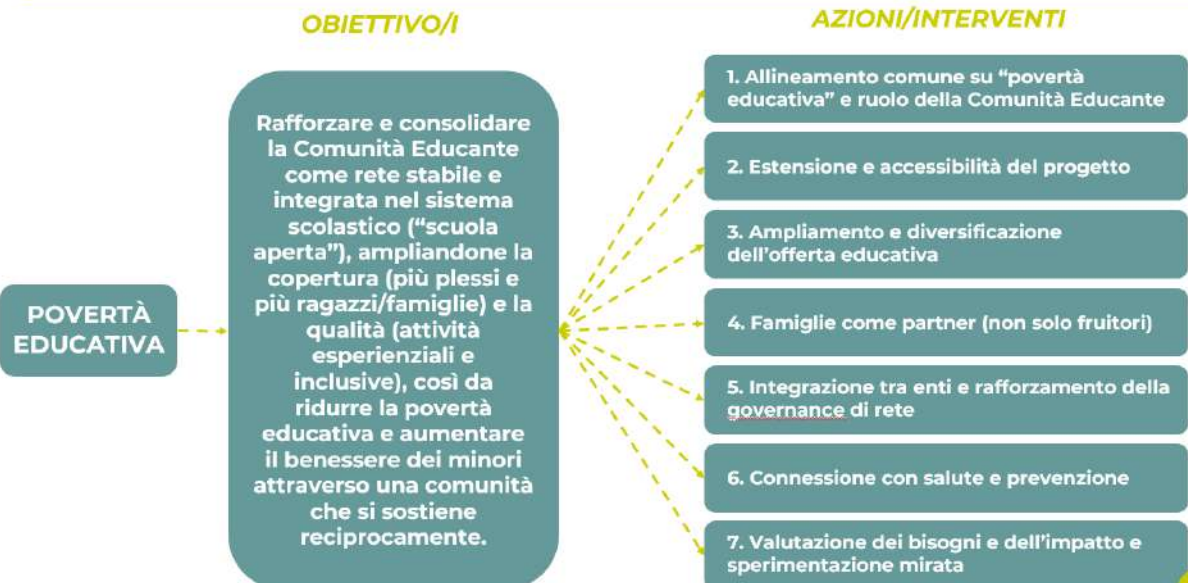 OBIETTIVO/I
AZIONI/INTERVENTI
POVERTÀ
EDUCATIVA
Rafforzare e consolidare
la Comunità Educante
come rete stabile e
integrata nel sistema
scolastico (“scuola
aperta”), ampliandone la
copertura (più plessi e
più ragazzi/famiglie) e la
qualità (attività
esperienziali e
inclusive), così da
ridurre la povertà
educativa e aumentare
il benessere dei minori
attraverso una comunità
che si sostiene
reciprocamente.
1. Allineamento comune su “povertà
educativa” e ruolo della Comunità Educante
2. Estensione e accessibilità del progetto
3. Ampliamento e diversificazione
dell’offerta educativa
4. Famiglie come partner (non solo fruitori)
5. Integrazione tra enti e rafforzamento della
governance di rete
6. Connessione con salute e prevenzione
7. Valutazione dei bisogni e dell’impatto e
sperimentazione mirata